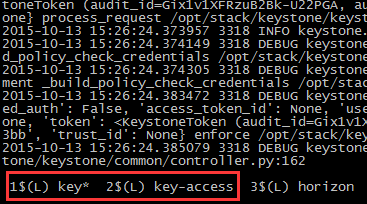 toneToken (audit_id=Gix1v1XFRzuB2Bk-U22PGA, au
one} process_request /opt/stack/keystone/keyst
2015-10-13 15:26:24.373957 3318 INFO keystone.
2015-10-13 15:26:24.374149 3318 DEBUG keystone
d_policy_check_credentials /opt/stack/keystone
2015-10-13 15:26:24.374305 3318 DEBUG keystone
ment _build_policy_check_credentials /opt/stac
2015-10-13 15:26:24.383472 3318 DEBUG keystone
ed_auth': False, 'access_token_id': None, 'use
one, 'token': <KeystoneToken (audit_id=Gix1v1X
3bb', 'trust_id': None} enforce /opt/stack/key
2015-10-13 15:26:24.385079 3318 DEBUG keystone
tone/keystone/common/controller.py:162
1$(L) key* 2$(L) key-access 3$(L) horizon